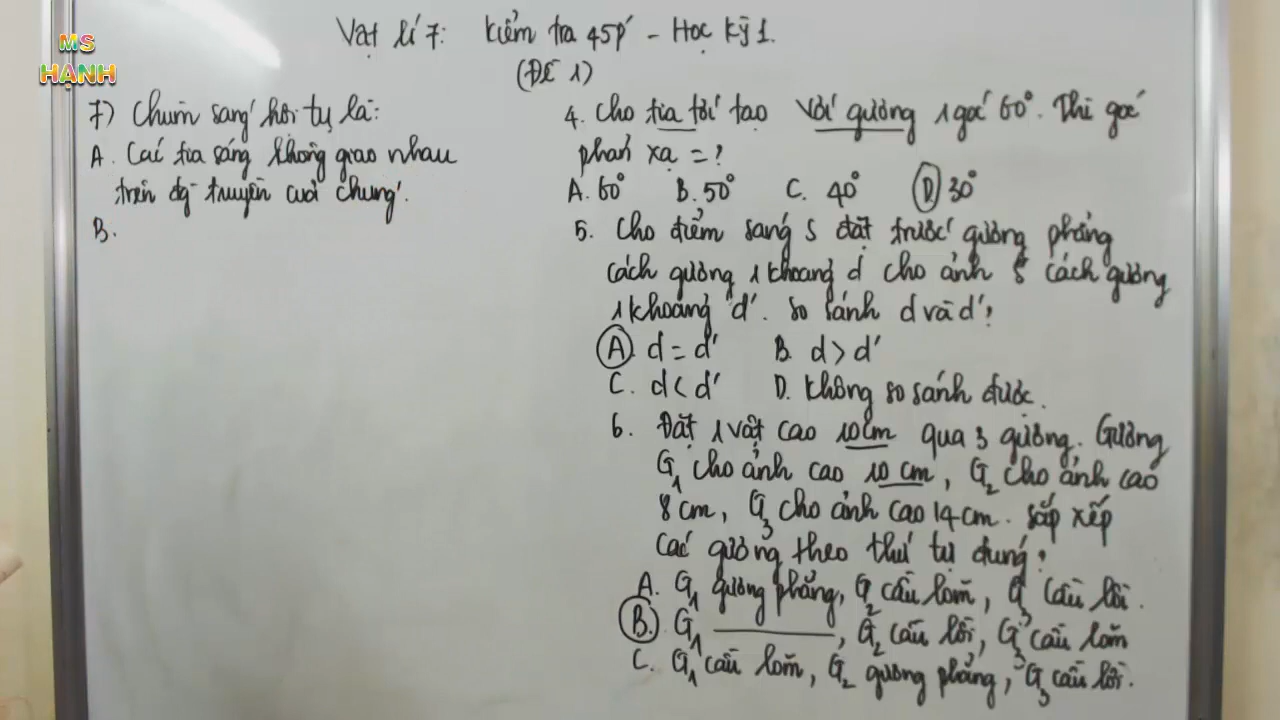 MS
HẠNH
Vật lí 7: Kiểm tra 45p' - Học kỳ 1.
(Đề 1)
7) Chùm sáng hội tụ là:
A. Các tia sáng không giao nhau
trên đg truyền của chúng.
B.
4. Cho tia tới tạo với gương 1 góc 60°. Thì góc
phản xạ = ?
A. 60° B. 50° C. 40° D. 30°
5. Cho điểm sáng S đặt trước gương phẳng
cách gương 1 khoảng d cho ảnh S' cách gương
1 khoảng d'. So sánh d và d'?
A. d = d' B. d > d'
C. d < d' D. Không so sánh được.
6. Đặt 1 vật cao 10cm qua 3 gương. Gương
G1 cho ảnh cao 10 cm, G2 cho ảnh cao
8 cm, G3 cho ảnh cao 14 cm. Sắp xếp
các gương theo thứ tự đúng?
A. G1 gương phẳng, G2 cầu lõm, G3 cầu lồi.
B. G1 ______, G2 cầu lồi, G3 cầu lõm
C. G1 cầu lõm, G2 gương phẳng, G3 cầu lồi.